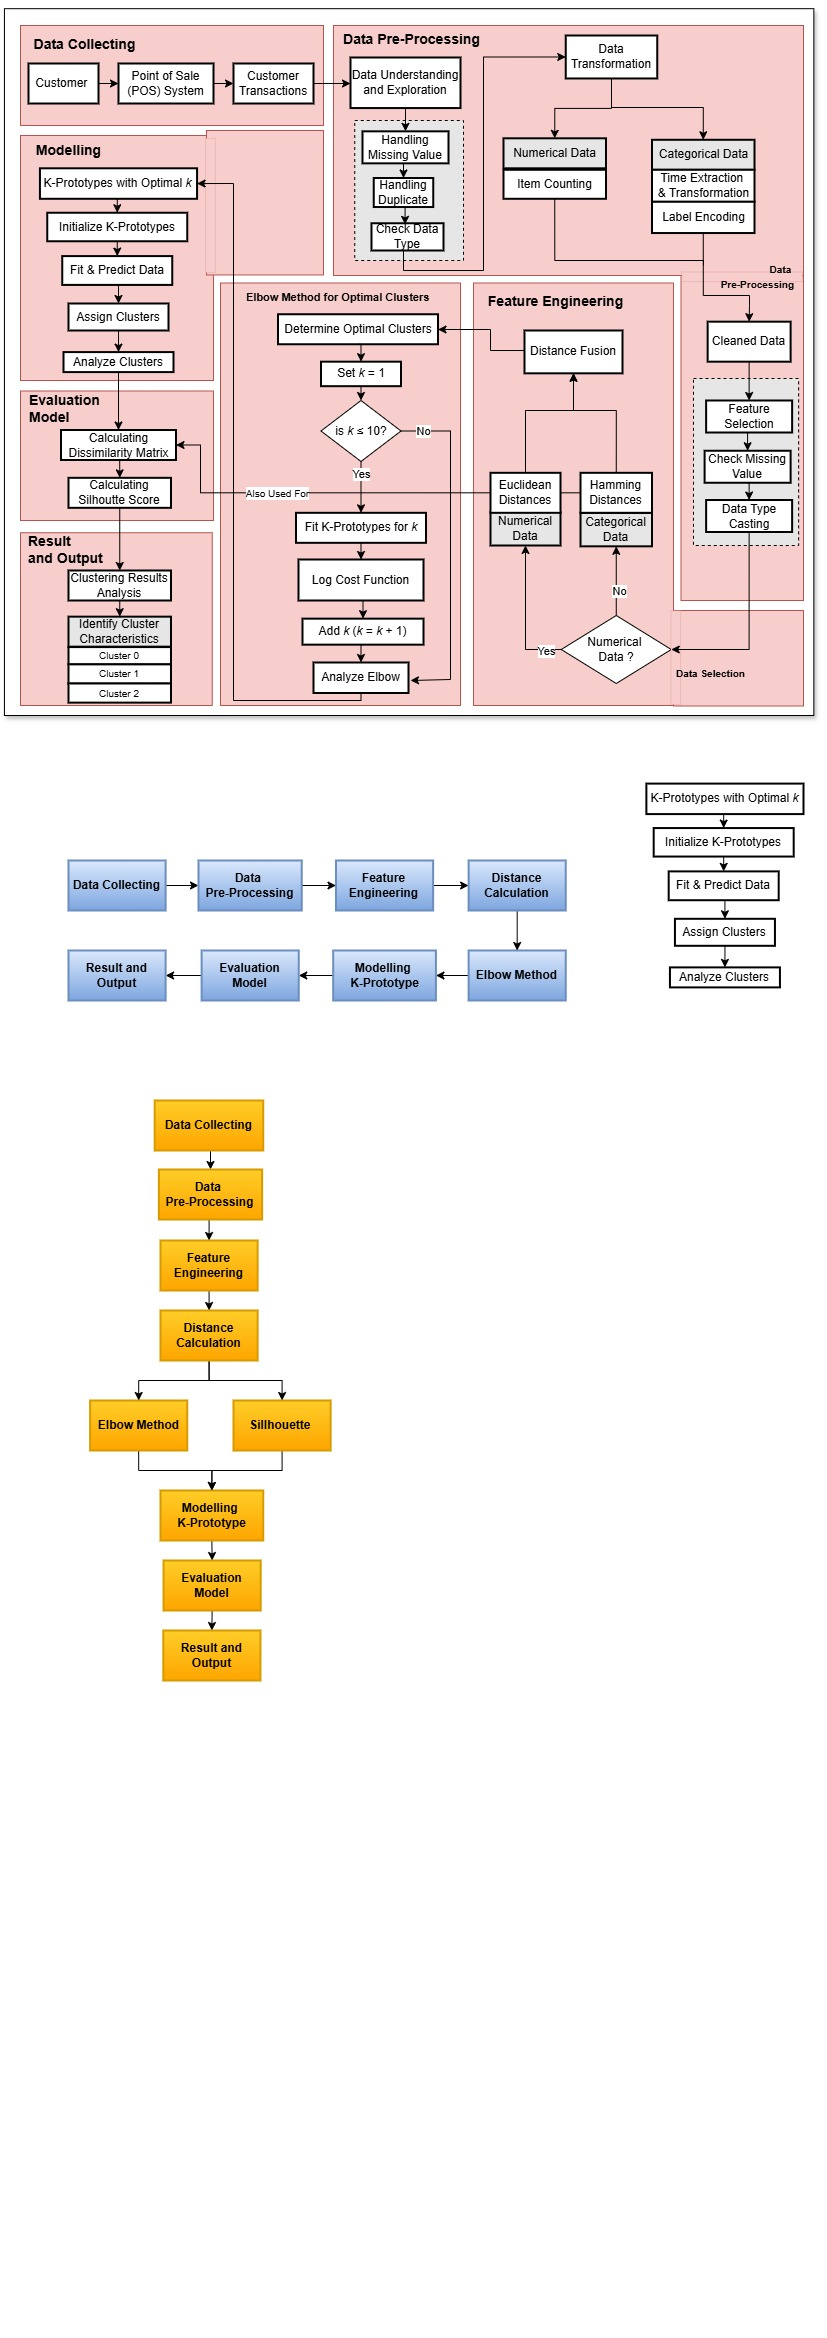 Data Collecting
Customer
Point of Sale
(POS) System
Customer
Transactions
Data Pre-Processing
Data Understanding
and Exploration
Handling
Missing Value
Handling
Duplicate
Check Data
Type
Data
Transformation
Numerical Data
Item Counting
Categorical Data
Time Extraction
& Transformation
Label Encoding
Data
Pre-Processing
Cleaned Data
Feature
Selection
Check Missing
Value
Data Type
Casting
Data Selection
Feature Engineering
Distance Fusion
Euclidean
Distances
Numerical
Data
Hamming
Distances
Categorical
Data
No
Yes
Numerical
Data ?
Elbow Method for Optimal Clusters
Determine Optimal Clusters
Set k = 1
is k ≤ 10?
No
Yes
Also Used For
Fit K-Prototypes for k
Log Cost Function
Add k (k = k + 1)
Analyze Elbow
Modelling
K-Prototypes with Optimal k
Initialize K-Prototypes
Fit & Predict Data
Assign Clusters
Analyze Clusters
Evaluation
Model
Calculating
Dissimilarity Matrix
Calculating
Silhoutte Score
Result
and Output
Clustering Results
Analysis
Identify Cluster
Characteristics
Cluster 0
Cluster 1
Cluster 2
K-Prototypes with Optimal k
Initialize K-Prototypes
Fit & Predict Data
Assign Clusters
Analyze Clusters
Data Collecting
Data
Pre-Processing
Feature
Engineering
Distance
Calculation
Result and
Output
Evaluation
Model
Modelling
K-Prototype
Elbow Method
Data Collecting
Data
Pre-Processing
Feature
Engineering
Distance
Calculation
Elbow Method
Sillhouette
Modelling
K-Prototype
Evaluation
Model
Result and
Output